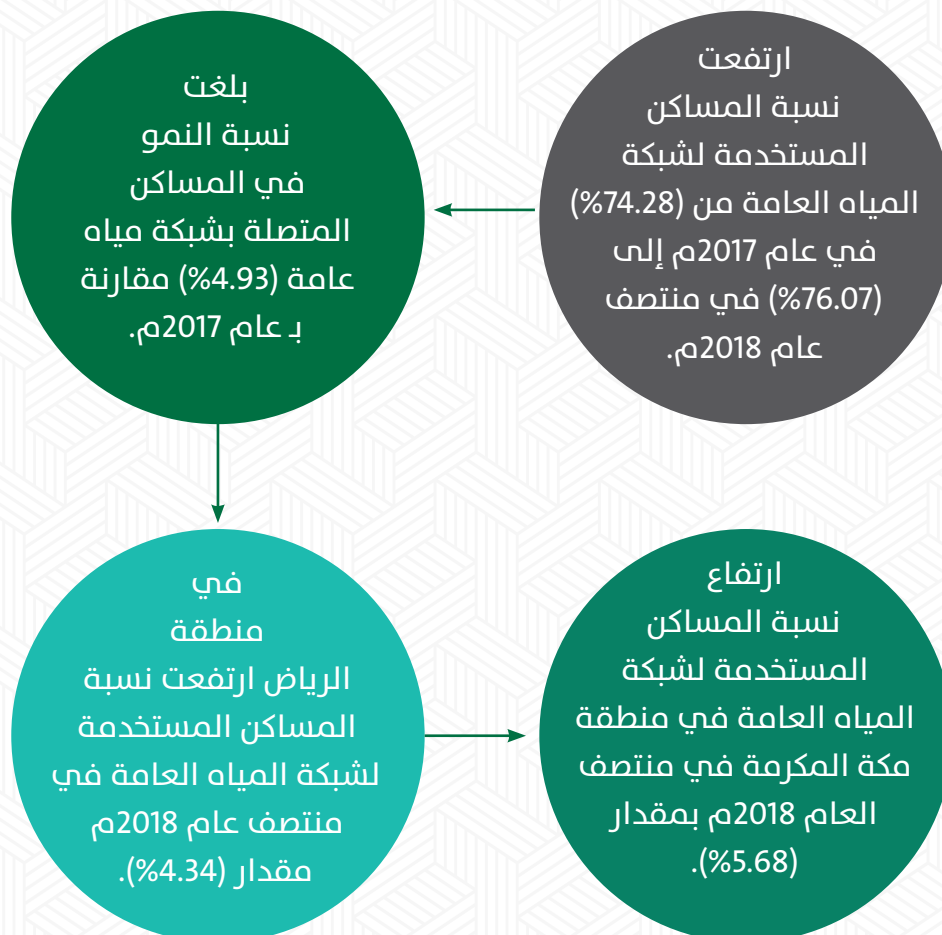 ارتفعت
نسبة المساكن
المستخدمة لشبكة
المياه العامة من (74.28%)
في عام 2017م إلى
(76.07%) في منتصف
عام 2018م.
بلغت
نسبة النمو
في المساكن
المتصلة بشبكة مياه
عامة (4.93%) مقارنة
بـ عام 2017م.
في
منطقة
الرياض ارتفعت نسبة
المساكن المستخدمة
لشبكة المياه العامة في
منتصف عام 2018م
مقدار (4.34%).
ارتفاع
نسبة المساكن
المستخدمة لشبكة
المياه العامة في منطقة
مكة المكرمة في منتصف
العام 2018م بمقدار
(5.68%).